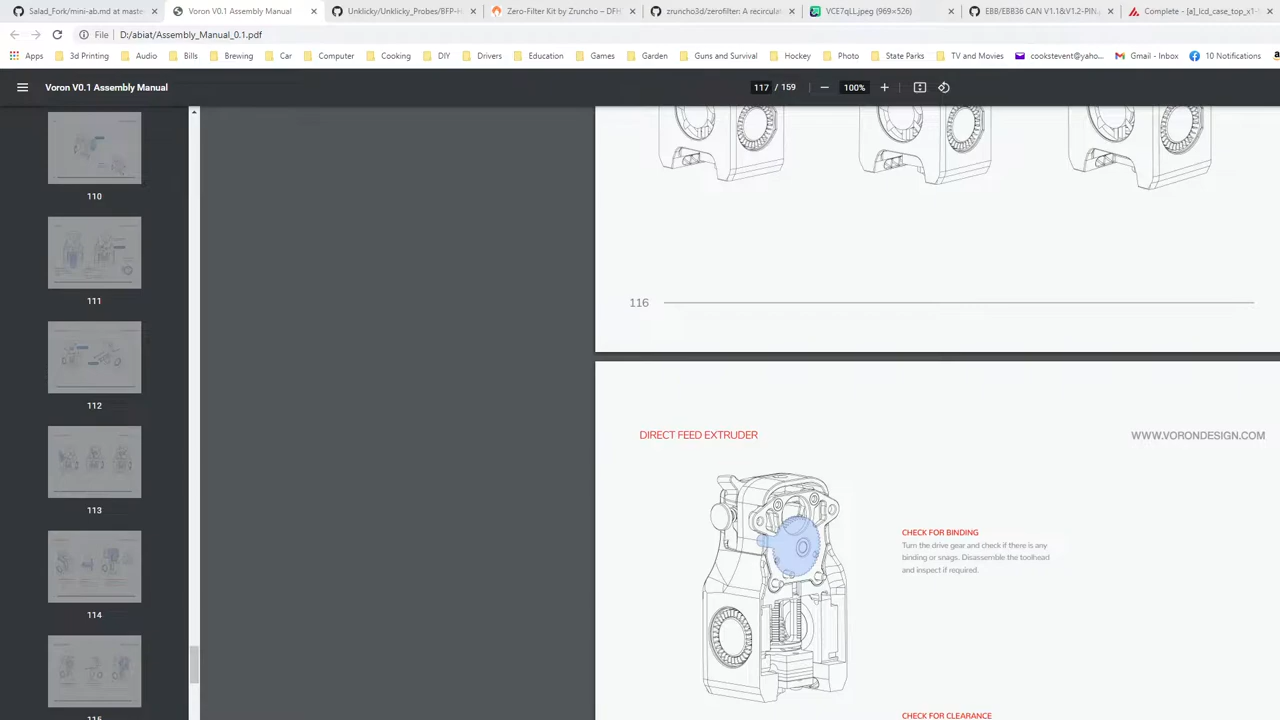 Salad_Fork/mini-ab.md at maste
Voron V0.1 Assembly Manual
Unklicky/Unklicky_Probes/BFP-H
Zero-Filter Kit by Zruncho – DFH
zruncho3d/zerofilter: A recirculat
VCE7qLL.jpeg (969×526)
EBB/EBB36 CAN V1.1&V1.2-PIN
Complete - [a]_lcd_case_top_x1-
File
D:/abiat/Assembly_Manual_0.1.pdf
Apps
3d Printing
Audio
Bills
Brewing
Car
Computer
Cooking
DIY
Drivers
Education
Games
Garden
Guns and Survival
Hockey
Photo
State Parks
TV and Movies
cookstevent@yaho...
Gmail - Inbox
10 Notifications
Voron V0.1 Assembly Manual
117 / 159
100%
110
111
112
113
114
116
DIRECT FEED EXTRUDER
WWW.VORONDESIGN.COM
CHECK FOR BINDING
Turn the drive gear and check if there is any
binding or snags. Disassemble the toolhead
and inspect if required.
CHECK FOR CLEARANCE